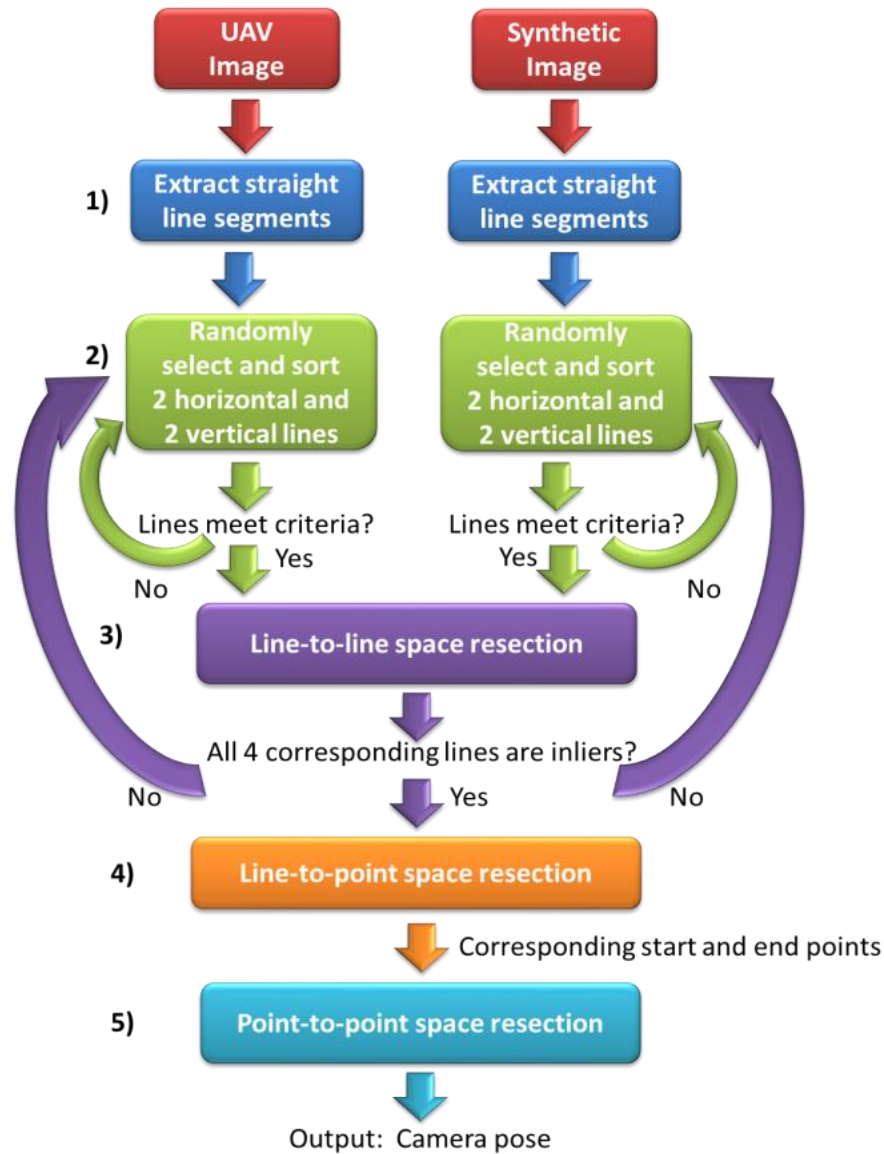 UAV
Image
Synthetic
Image
1)
Extract straight
line segments
Extract straight
line segments
2)
Randomly
select and sort
2 horizontal and
2 vertical lines
Randomly
select and sort
2 horizontal and
2 vertical lines
Lines meet criteria?
Lines meet criteria?
No
Yes
Yes
No
3)
Line-to-line space resection
All 4 corresponding lines are inliers?
No
Yes
No
4)
Line-to-point space resection
Corresponding start and end points
5)
Point-to-point space resection
Output: Camera pose